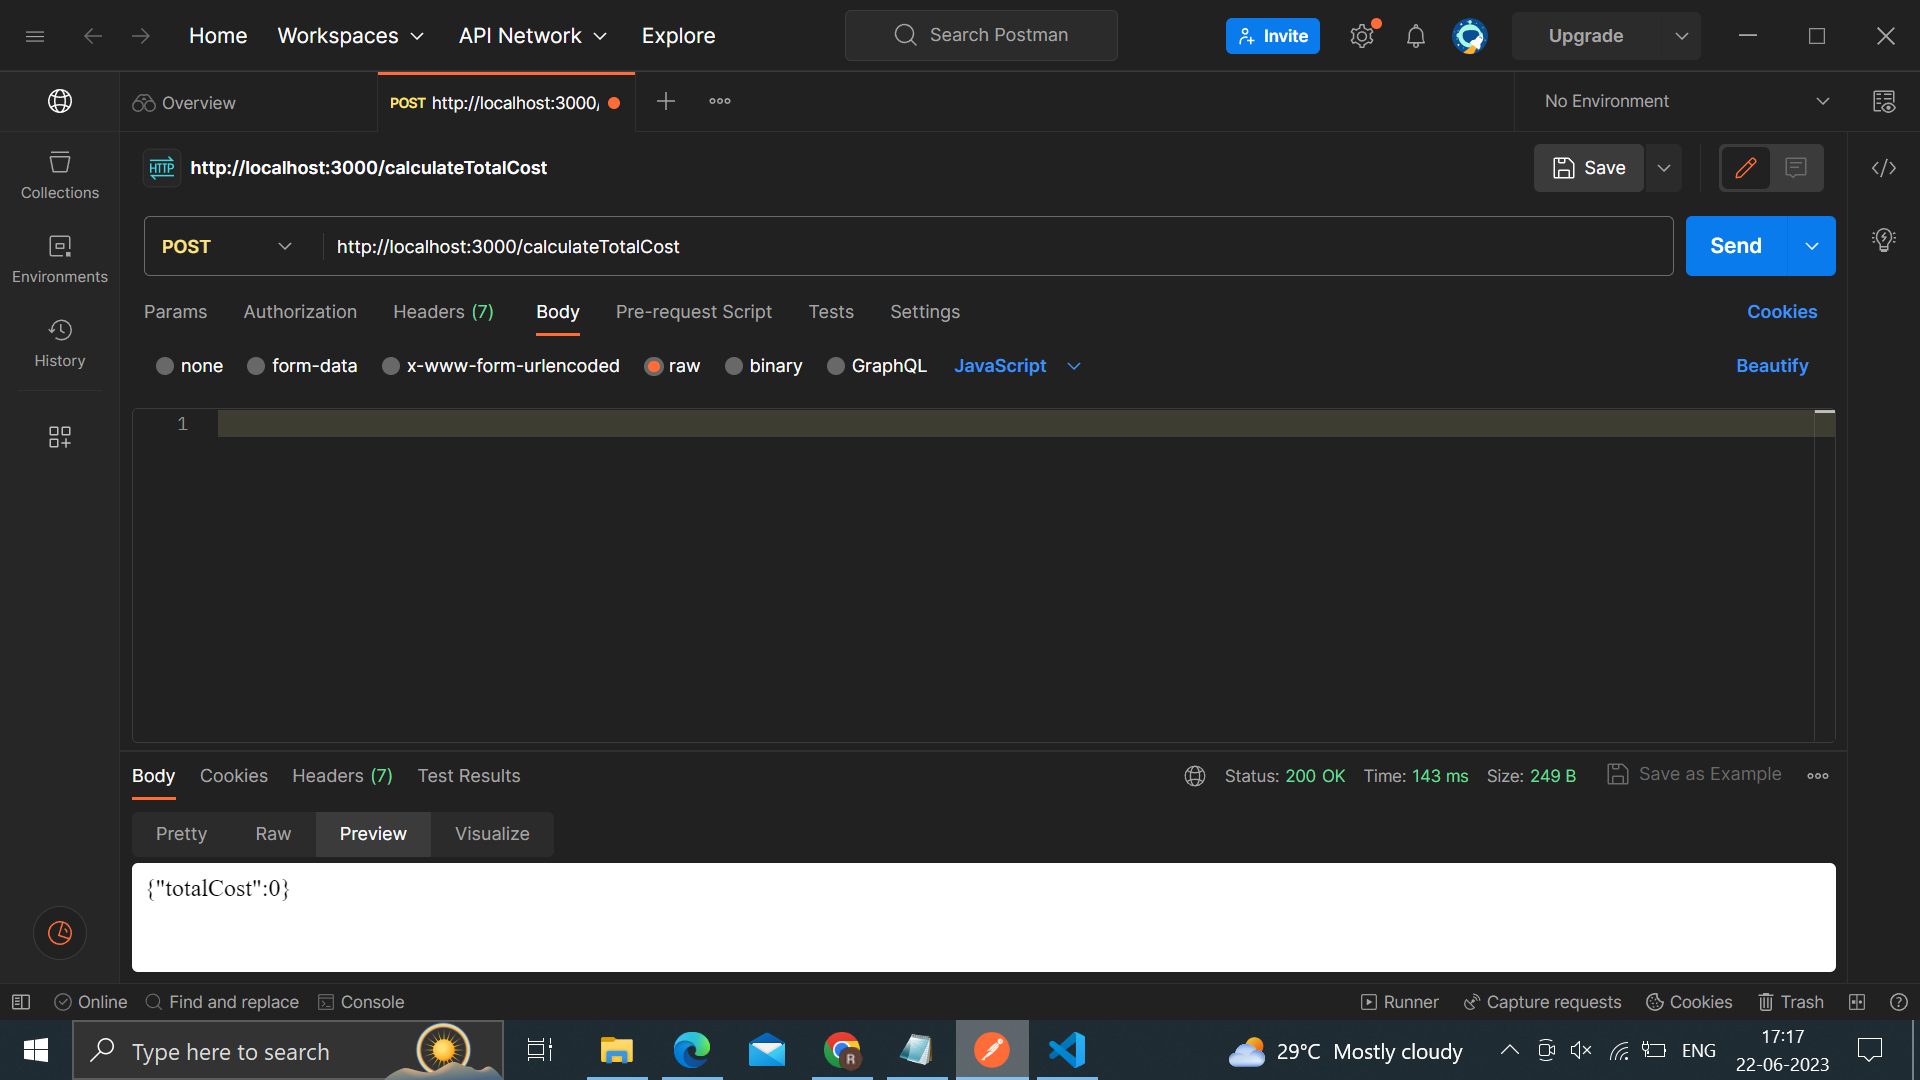 Home Workspaces API Network Explore Search Postman Invite Upgrade
Overview POST http://localhost:3000/ No Environment
HTTP http://localhost:3000/calculateTotalCost Save
Collections
POST http://localhost:3000/calculateTotalCost Send
Environments
Params Authorization Headers (7) Body Pre-request Script Tests Settings Cookies
History
none form-data x-www-form-urlencoded raw binary GraphQL JavaScript Beautify
1
Body Cookies Headers (7) Test Results Status: 200 OK Time: 143 ms Size: 249 B Save as Example
Pretty Raw Preview Visualize
{"totalCost":0}
Online Find and replace Console Runner Capture requests Cookies Trash
Type here to search R 29°C Mostly cloudy ENG 17:17
22-06-2023